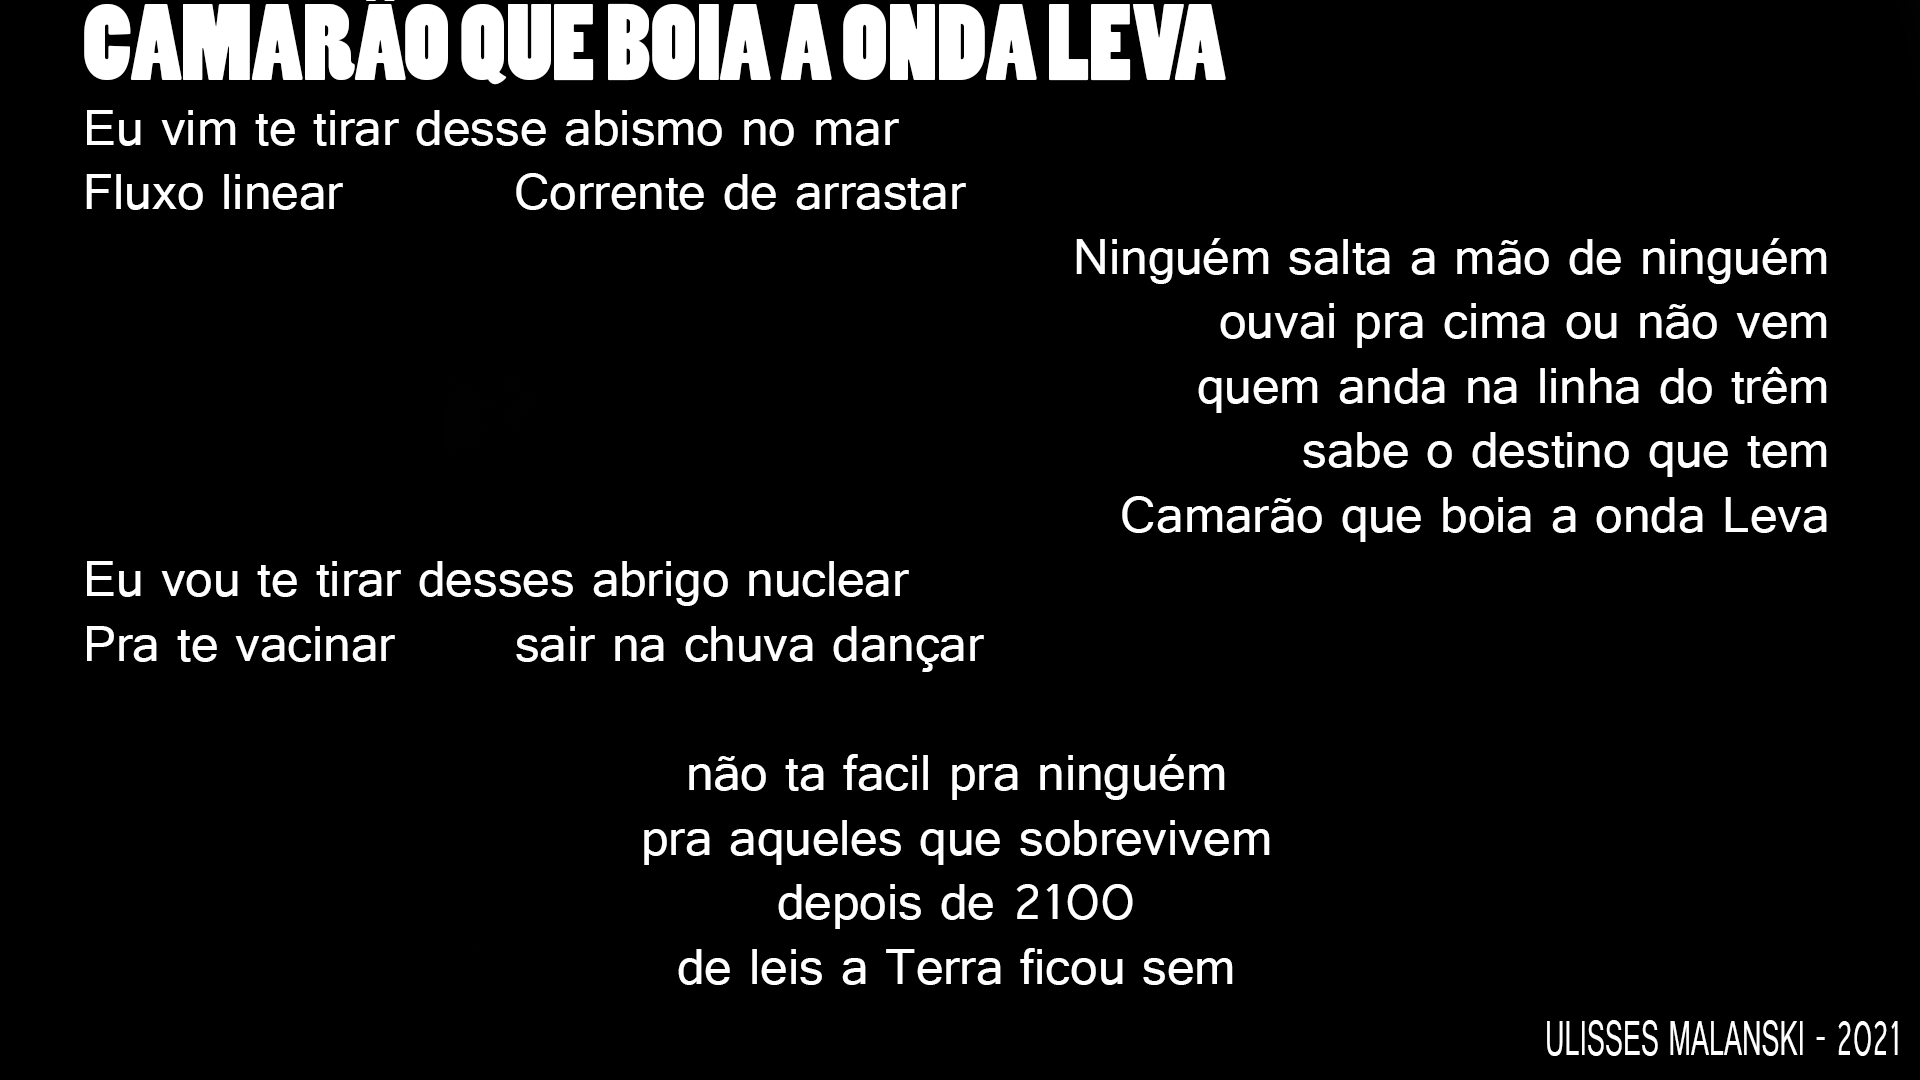 CAMARÃO QUE BOIA A ONDA LEVA
Eu vim te tirar desse abismo no mar
Fluxo linear Corrente de arrastar
Ninguém salta a mão de ninguém
ouvai pra cima ou não vem
quem anda na linha do trêm
sabe o destino que tem
Camarão que boia a onda Leva
Eu vou te tirar desses abrigo nuclear
Pra te vacinar sair na chuva dançar
não ta facil pra ninguém
pra aqueles que sobrevivem
depois de 2100
de leis a Terra ficou sem
ULISSES MALANSKI - 2021